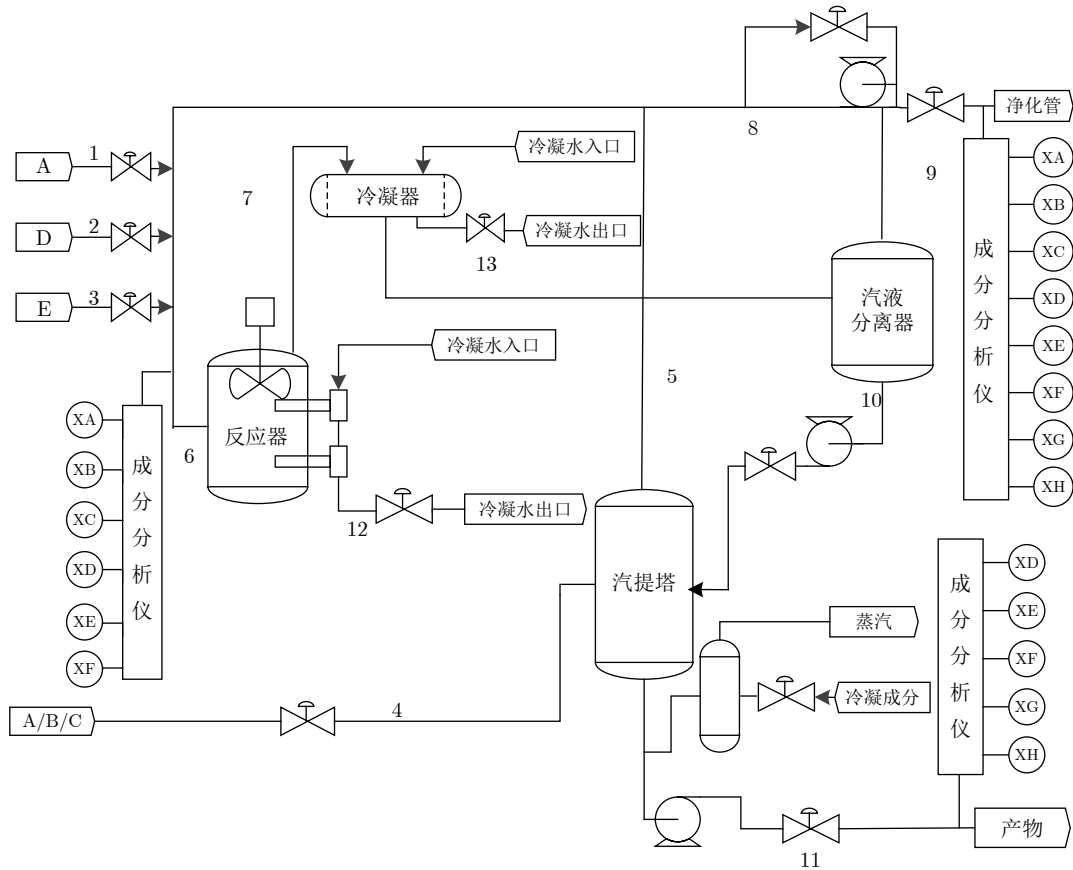 净化管
8
冷凝水入口
A
1
7
冷凝器
9
XA
XB
XC
XD
XE
XF
XG
XH
成分分析仪
D
2
冷凝水出口
13
E
3
汽液
分离器
冷凝水入口
5
10
XA
XB
XC
XD
XE
XF
成分分析仪
6
反应器
12
冷凝水出口
汽提塔
蒸汽
冷凝成分
A/B/C
4
成分分析仪
XD
XE
XF
XG
XH
11
产物